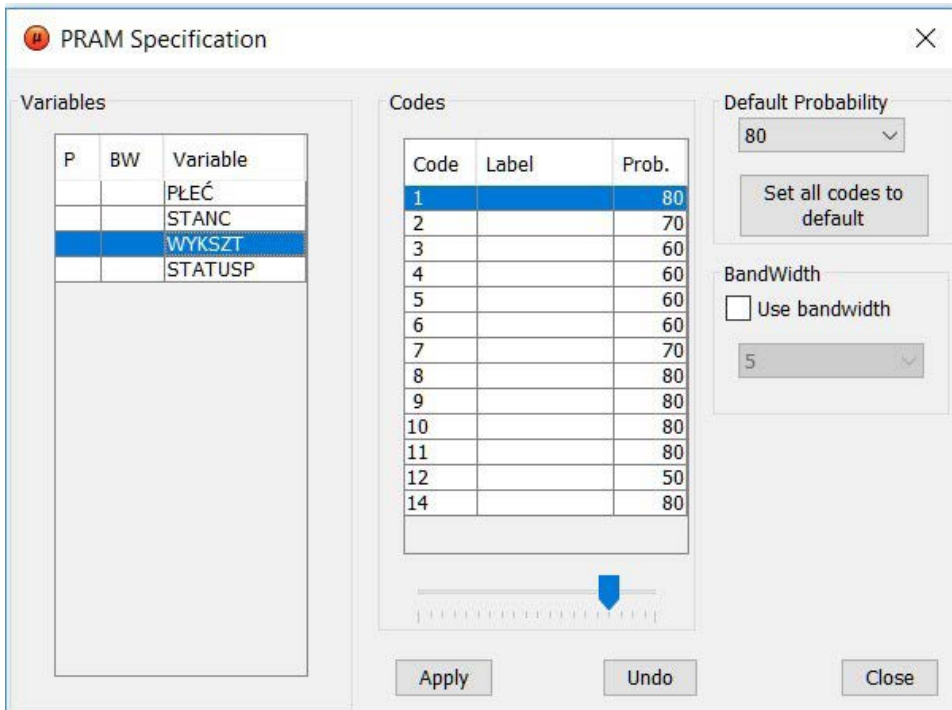 μ PRAM Specification
Variables
P BW Variable
PŁEĆ
STANC
WYKSZT
STATUSP
Codes
Code Label Prob.
1 80
2 70
3 60
4 60
5 60
6 60
7 70
8 80
9 80
10 80
11 80
12 50
14 80
Default Probability
80
Set all codes to
default
BandWidth
Use bandwidth
5
Apply Undo Close